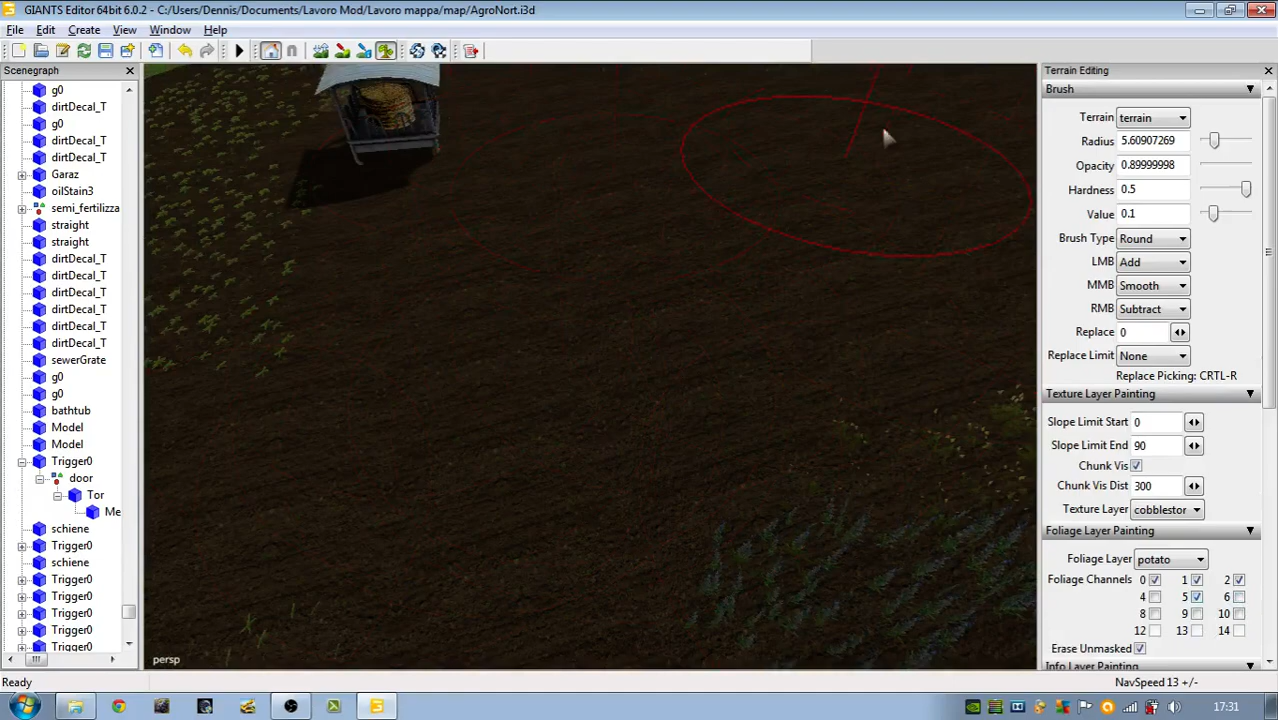 GIANTS Editor 64bit 6.0.2 - C:/Users/Dennis/Documents/Lavoro Mod/Lavoro mappa/map/AgroNort.i3d
File Edit Create View Window Help
Scenegraph
g0
dirtDecal_T
g0
dirtDecal_T
dirtDecal_T
Garaz
oilStain3
semi_fertilizza
straight
straight
dirtDecal_T
dirtDecal_T
dirtDecal_T
dirtDecal_T
dirtDecal_T
sewerGrate
g0
g0
bathtub
Model
Model
Trigger0
door
Tor
Me
schiene
Trigger0
schiene
Trigger0
Trigger0
Trigger0
Trigger0
Trigger0
persp
Terrain Editing
Brush
Terrain terrain
Radius 5.60907269
Opacity 0.89999998
Hardness 0.5
Value 0.1
Brush Type Round
LMB Add
MMB Smooth
RMB Subtract
Replace 0
Replace Limit None
Replace Picking: CRTL-R
Texture Layer Painting
Slope Limit Start 0
Slope Limit End 90
Chunk Vis
Chunk Vis Dist 300
Texture Layer cobblestor
Foliage Layer Painting
Foliage Layer potato
Foliage Channels 0 1 2
4 5 6
8 9 10
12 13 14
Erase Unmasked
Info Layer Painting
Ready
NavSpeed 13 +/-
17:31